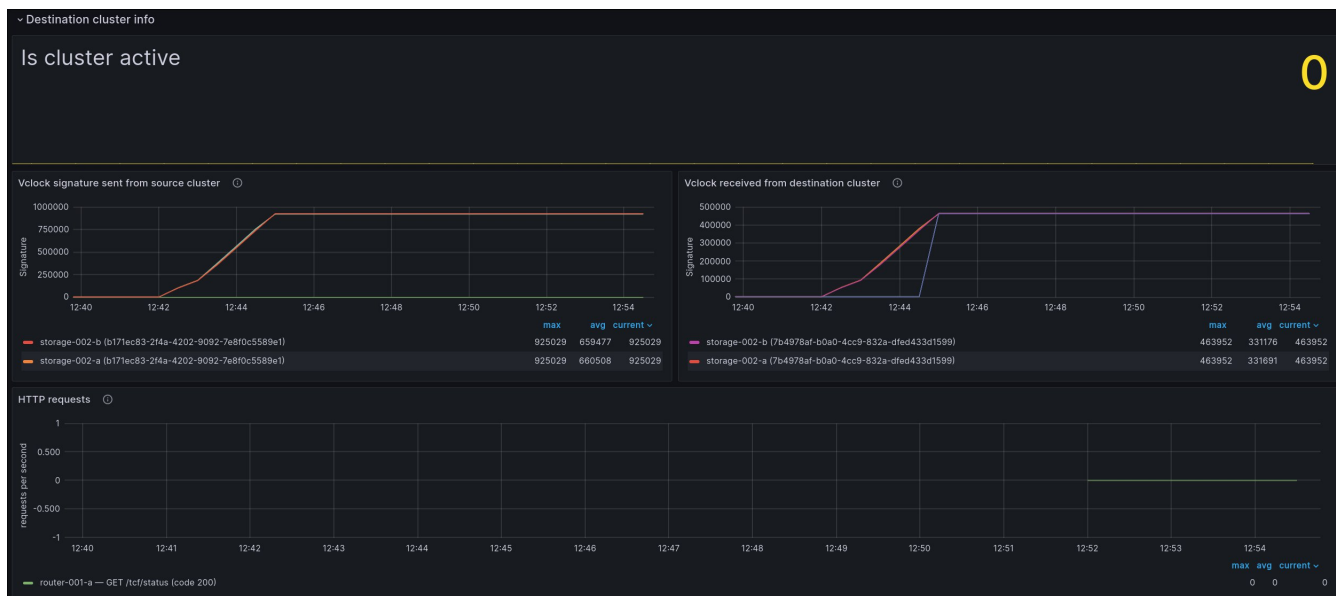 Destination cluster info
Is cluster active
0
Vclock signature sent from source cluster
1000000
750000
500000
250000
0
Signature
12:40 12:42 12:44 12:46 12:48 12:50 12:52 12:54
max avg current
storage-002-b (b171ec83-2f4a-4202-9092-7e8f0c5589e1) 925029 659477 925029
storage-002-a (b171ec83-2f4a-4202-9092-7e8f0c5589e1) 925029 660508 925029
Vclock received from destination cluster
500000
400000
300000
200000
100000
0
Signature
12:40 12:42 12:44 12:46 12:48 12:50 12:52 12:54
max avg current
storage-002-b (7b4978af-b0a0-4cc9-832a-dfed433d1599) 463952 331176 463952
storage-002-a (7b4978af-b0a0-4cc9-832a-dfed433d1599) 463952 331691 463952
HTTP requests
1
0.500
0
-0.500
-1
requests per second
12:40 12:41 12:42 12:43 12:44 12:45 12:46 12:47 12:48 12:49 12:50 12:51 12:52 12:53 12:54
max avg current
router-001-a — GET /tcf/status (code 200) 0 0 0